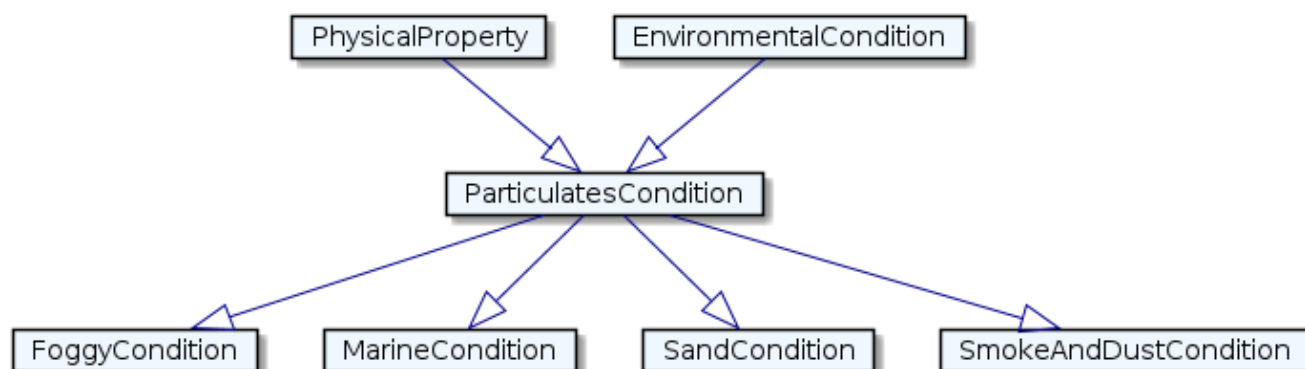 PhysicalProperty
EnvironmentalCondition
ParticulatesCondition
FoggyCondition
MarineCondition
SandCondition
SmokeAndDustCondition